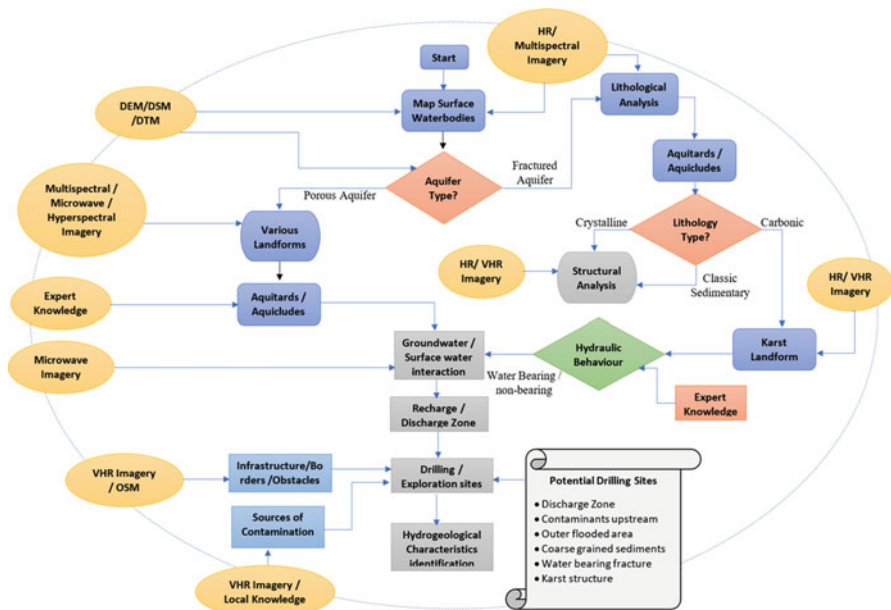 HR/
Multispectral
Imagery
Start
DEM/DSM
/DTM
Map Surface
Waterbodies
Lithological
Analysis
Fractured
Aquifer
Aquitards /
Aquicludes
Aquifer
Type?
Porous Aquifer
Multispectral /
Microwave /
Hyperspectral
Imagery
Various
Landforms
Crystalline
Lithology
Type?
Carbonic
HR/ VHR
Imagery
Structural
Analysis
Classic
Sedimentary
HR/ VHR
Imagery
Expert
Knowledge
Aquitards /
Aquicludes
Groundwater /
Surface water
interaction
Hydraulic
Behaviour
Karst
Landform
Microwave
Imagery
Water Bearing /
non-bearing
Expert
Knowledge
Recharge /
Discharge Zone
VHR Imagery
/ OSM
Infrastructure/Bo
rders /Obstacles
Drilling /
Exploration sites
Sources of
Contamination
Hydrogeological
Characteristics
identification
VHR Imagery /
Local Knowledge
Potential Drilling Sites
• Discharge Zone
• Contaminants upstream
• Outer flooded area
• Coarse grained sediments
• Water bearing fracture
• Karst structure